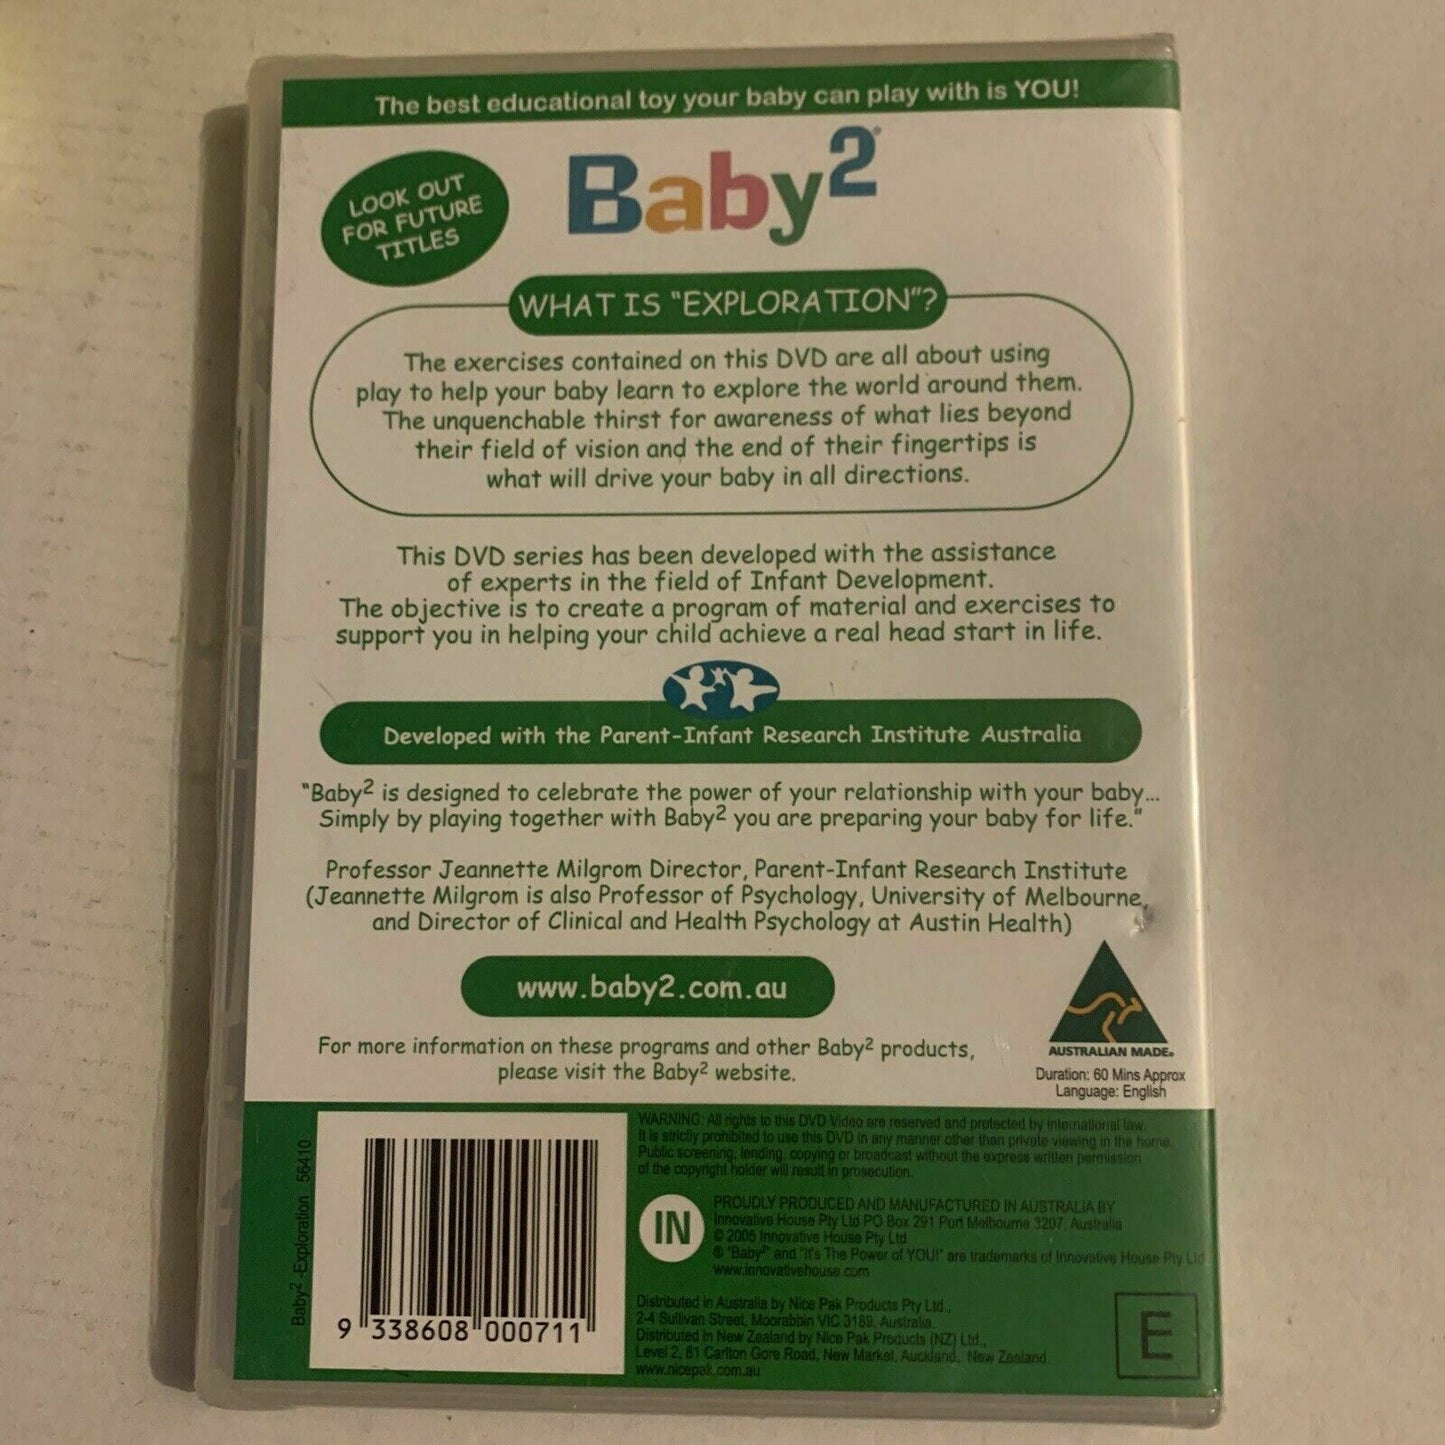 The best educational toy your baby can play with is YOU!
LOOK OUT
FOR FUTURE
TITLES
Baby2®
WHAT IS "EXPLORATION"?
The exercises contained on this DVD are all about using
play to help your baby learn to explore the world around them.
The unquenchable thirst for awareness of what lies beyond
their field of vision and the end of their fingertips is
what will drive your baby in all directions.
This DVD series has been developed with the assistance
of experts in the field of Infant Development.
The objective is to create a program of material and exercises to
support you in helping your child achieve a real head start in life.
Developed with the Parent-Infant Research Institute Australia
"Baby2 is designed to celebrate the power of your relationship with your baby...
Simply by playing together with Baby2 you are preparing your baby for life."
Professor Jeannette Milgrom Director, Parent-Infant Research Institute
(Jeannette Milgrom is also Professor of Psychology, University of Melbourne,
and Director of Clinical and Health Psychology at Austin Health)
www.baby2.com.au
For more information on these programs and other Baby2 products,
please visit the Baby2 website.
AUSTRALIAN MADE.
Duration: 60 Mins Approx
Language: English
Baby2 -Exploration 56410
9 338608 000711
WARNING: All rights to this DVD Video are reserved and protected by international law.
It is strictly prohibited to use this DVD in any manner other than private viewing in the home.
Public screening, lending, copying or broadcast without the express written permission
of the copyright holder will result in prosecution.
IN
PROUDLY PRODUCED AND MANUFACTURED IN AUSTRALIA BY
Innovative House Pty Ltd PO Box 291 Port Melbourne 3207, Australia
© 2005 Innovative House Pty Ltd
® "Baby2" and "It's The Power of YOU!" are trademarks of Innovative House Pty Ltd
www.innovativehouse.com
Distributed in Australia by Nice Pak Products Pty Ltd.,
2-4 Sullivan Street, Moorabbin VIC 3189, Australia.
Distributed in New Zealand by Nice Pak Products (NZ) Ltd.,
Level 2, 81 Carlton Gore Road, New Market, Auckland, New Zealand
www.nicepak.com.au
E